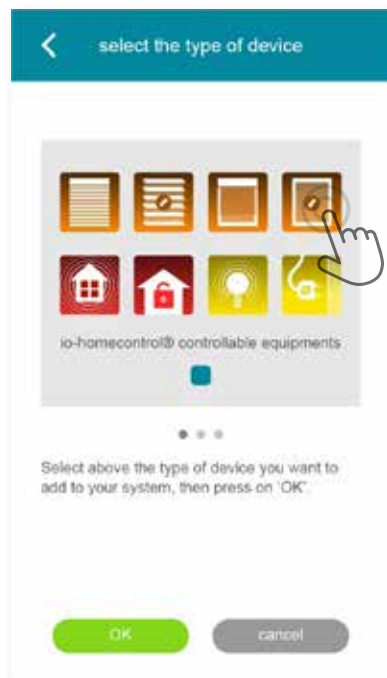 select the type of device
io-homecontrol® controllable equipments
Select above the type of device you want to
add to your system, then press on 'OK'.
OK
cancel